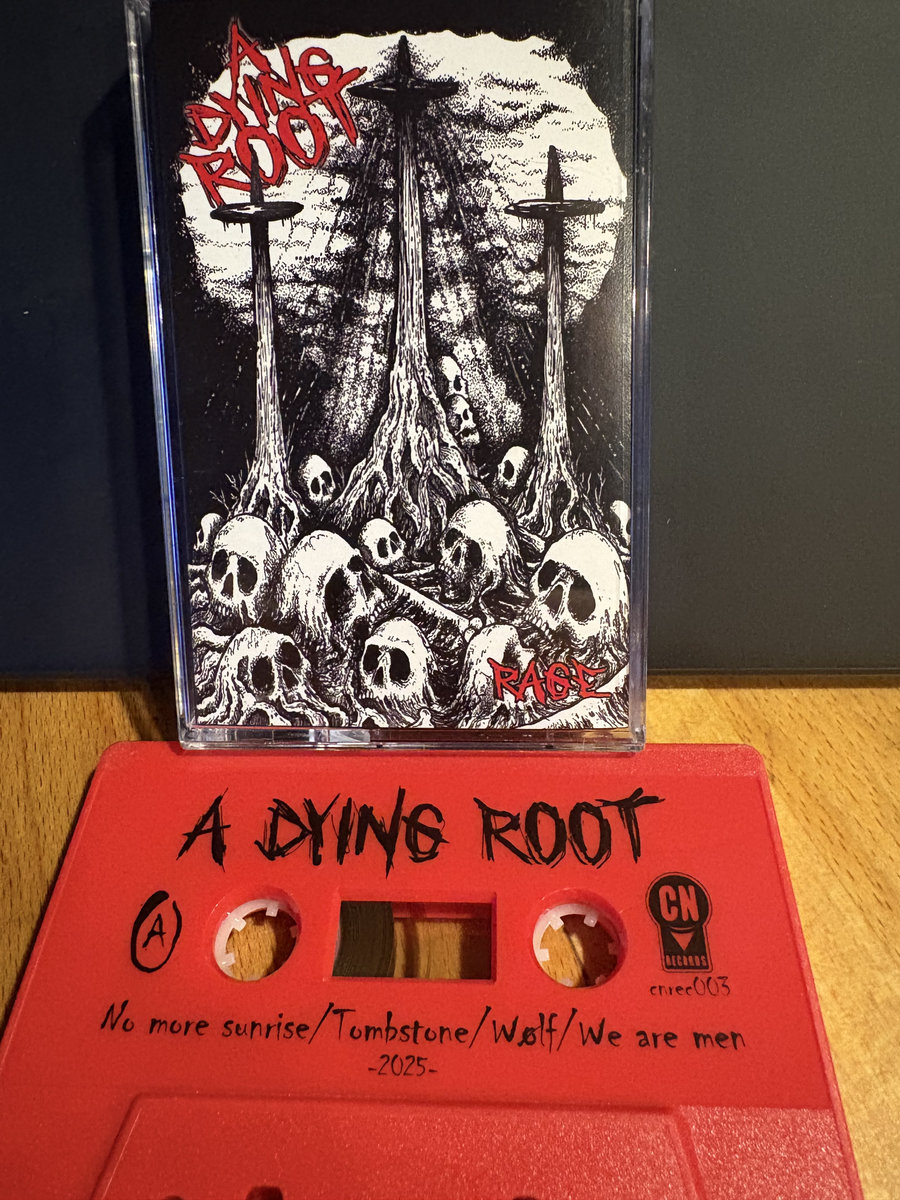 A
DYING
ROOT
RAGE
A DYING ROOT
A
CN
RECORDS
cnrec003
No more sunrise/Tombstone/Wølf/We are men
-2025-